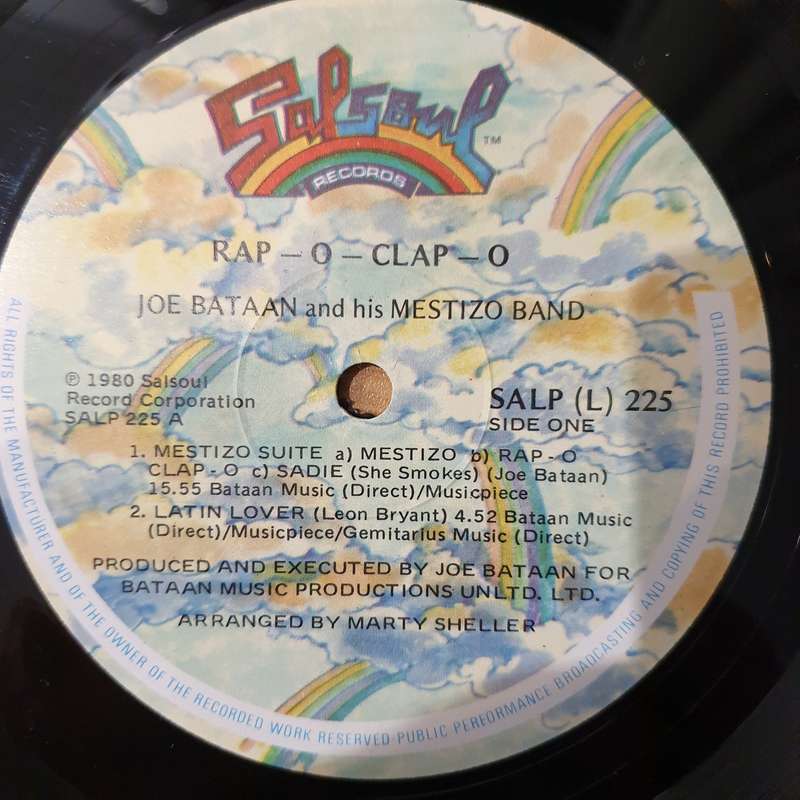 Salsoul
TM
RECORDS
RAP – O – CLAP – O
JOE BATAAN and his MESTIZO BAND
℗ 1980 Salsoul
Record Corporation
SALP 225 A
SALP (L) 225
SIDE ONE
1. MESTIZO SUITE a) MESTIZO b) RAP - O
CLAP - O c) SADIE (She Smokes) (Joe Bataan)
15.55 Bataan Music (Direct)/Musicpiece
2. LATIN LOVER (Leon Bryant) 4.52 Bataan Music
(Direct)/Musicpiece/Gemitarius Music (Direct)
PRODUCED AND EXECUTED BY JOE BATAAN FOR
BATAAN MUSIC PRODUCTIONS UNLTD. LTD.
ARRANGED BY MARTY SHELLER
ALL RIGHTS OF THE MANUFACTURER AND OF THE OWNER OF THE RECORDED WORK RESERVED PUBLIC PERFORMANCE BROADCASTING AND COPYING OF THIS RECORD PROHIBITED